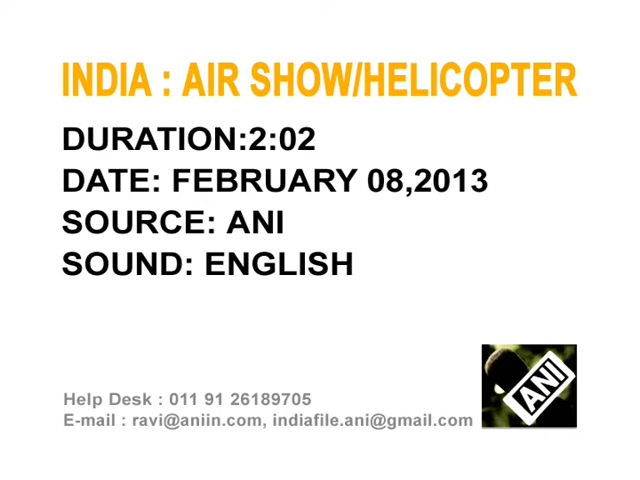 INDIA : AIR SHOW/HELICOPTER
DURATION:2:02
DATE: FEBRUARY 08,2013
SOURCE: ANI
SOUND: ENGLISH
ANI
Help Desk : 011 91 26189705
E-mail : ravi@aniin.com, indiafile.ani@gmail.com